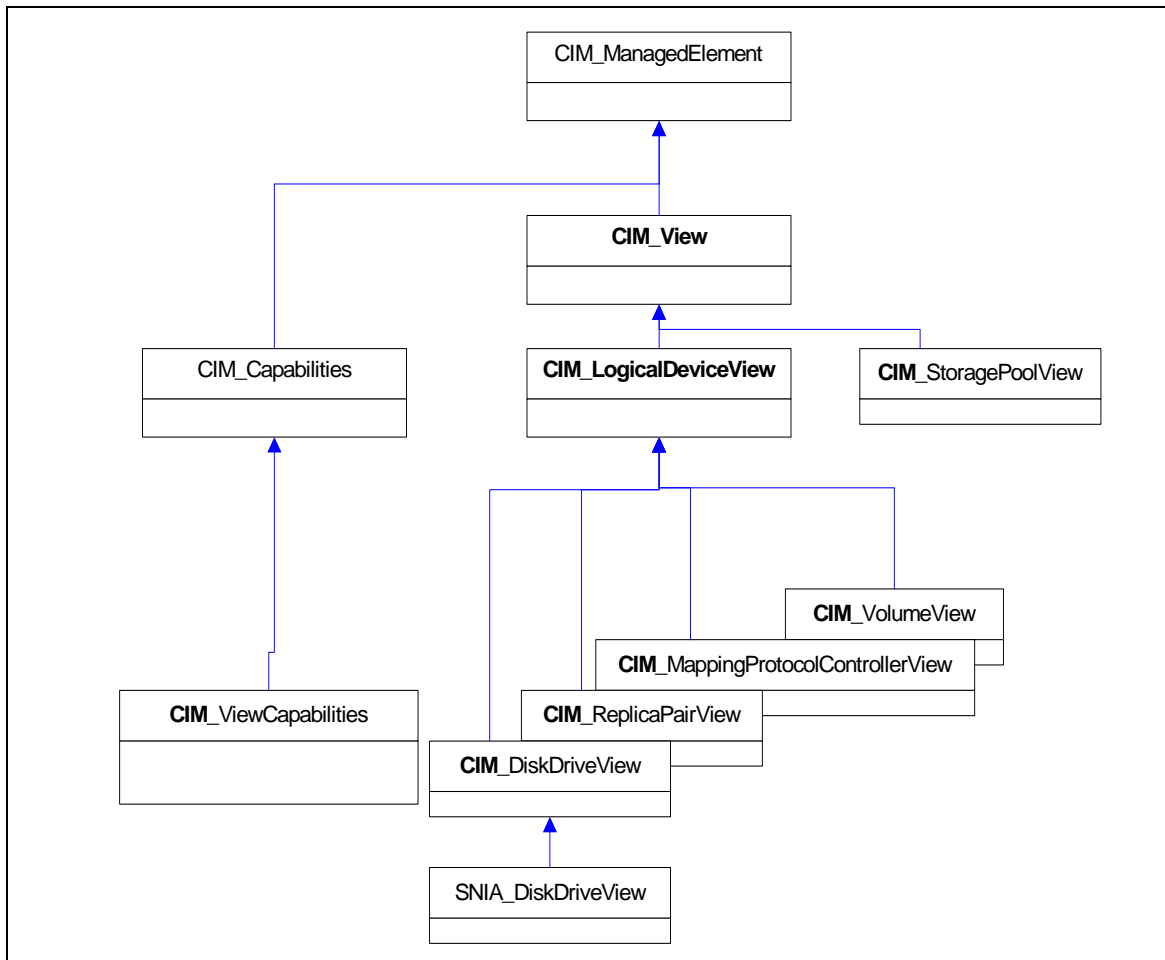 CIM_ManagedElement
CIM_View
CIM_Capabilities
CIM_LogicalDeviceView
CIM_StoragePoolView
CIM_VolumeView
CIM_MappingProtocolControllerView
CIM_ViewCapabilities
CIM_ReplicaPairView
CIM_DiskDriveView
SNIA_DiskDriveView